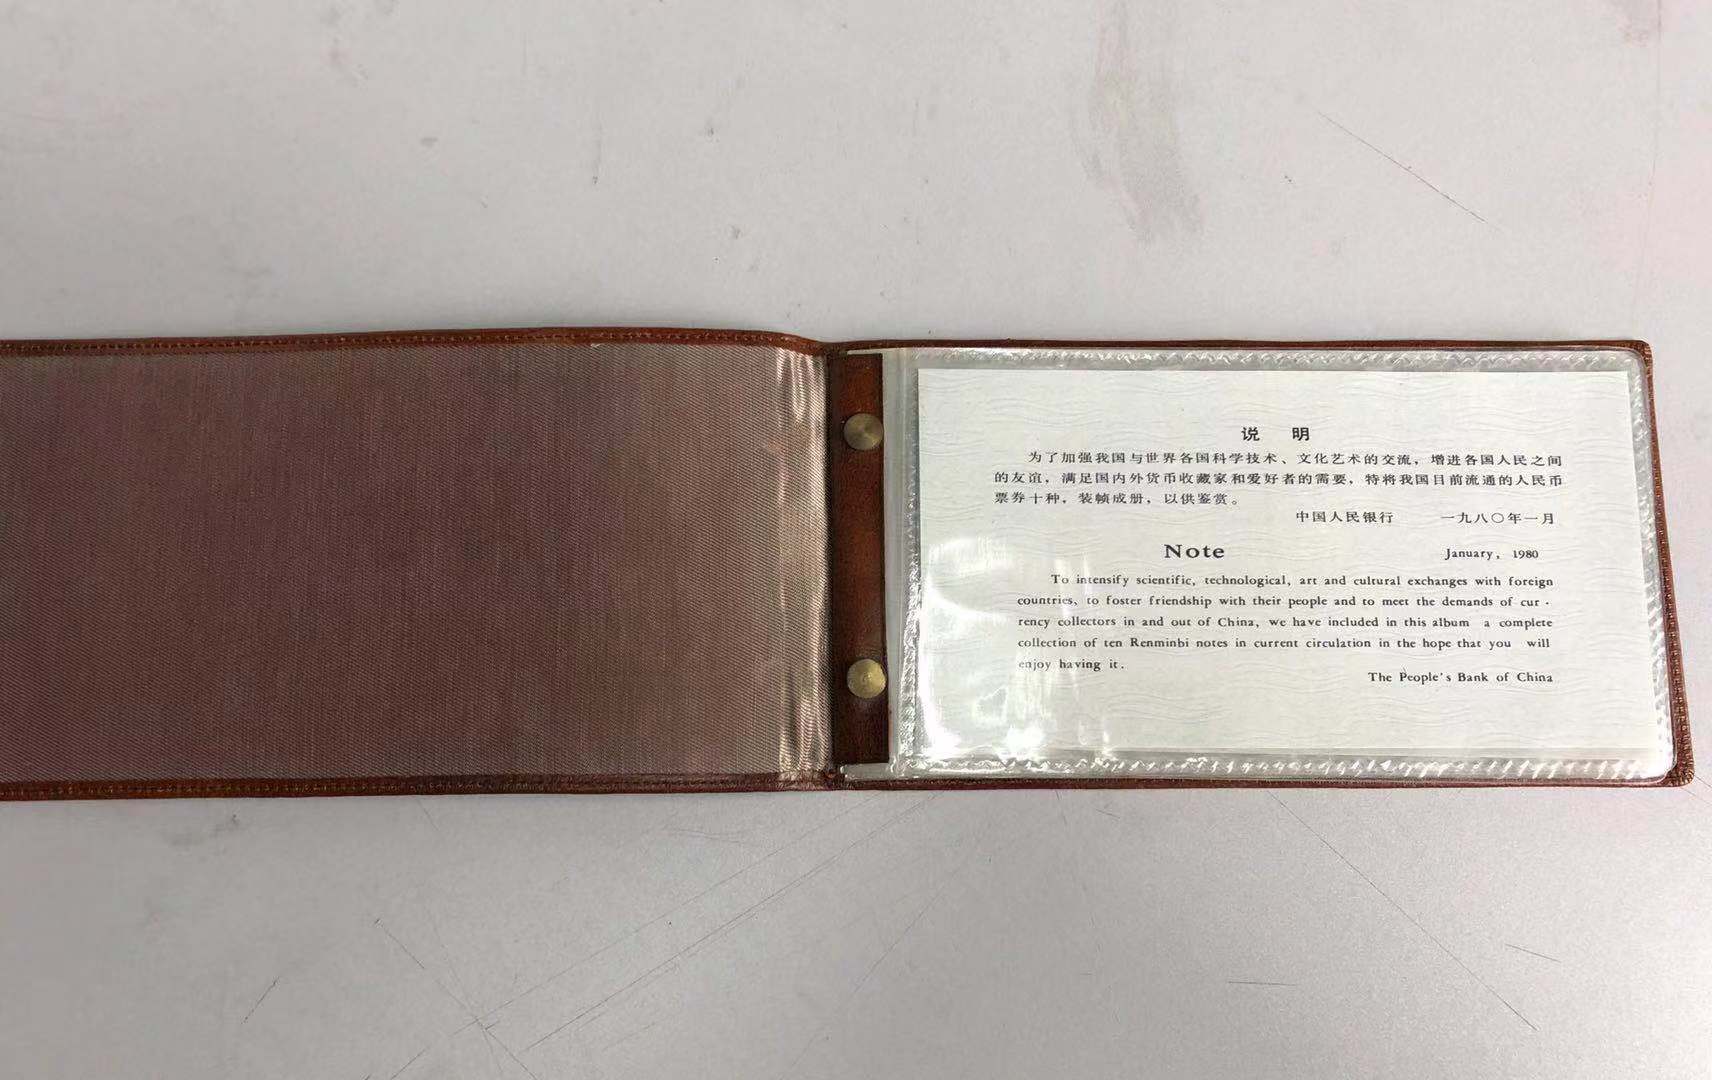 说 明
为了加强我国与世界各国科学技术、文化艺术的交流，增进各国人民之间
的友谊，满足国内外货币收藏家和爱好者的需要，特将我国目前流通的人民币
票券十种，装帧成册，以供鉴赏。
中国人民银行 一九八〇年一月
Note January, 1980
To intensify scientific, technological, art and cultural exchanges with foreign
countries, to foster friendship with their people and to meet the demands of cur -
rency collectors in and out of China, we have included in this album a complete
collection of ten Renminbi notes in current circulation in the hope that you will
enjoy having it.
The People's Bank of China